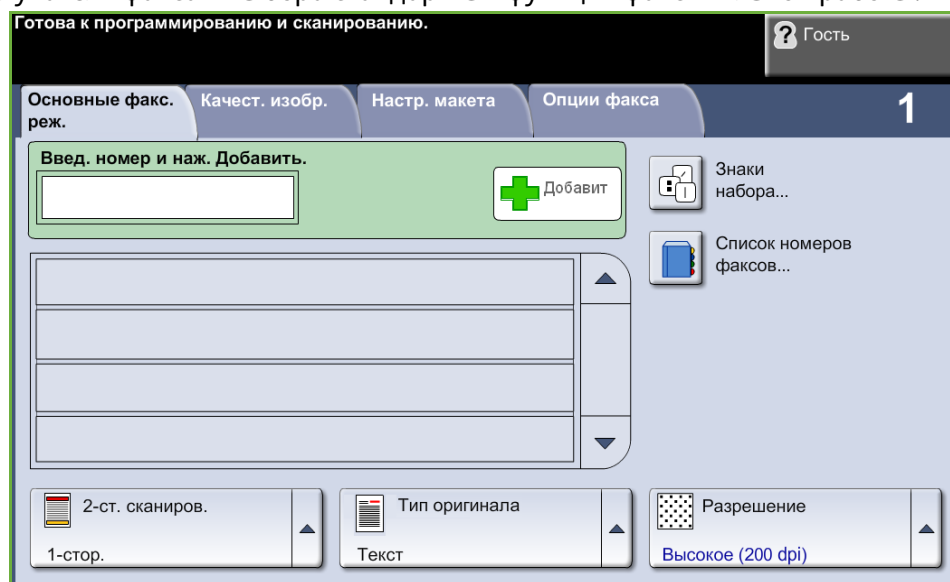 Готова к программированию и сканированию.
? Гость
Основные факс. реж.
Качест. изобр.
Настр. макета
Опции факса
1
Введ. номер и наж. Добавить.
Добавит
Знаки
набора...
Список номеров
факсов...
2-ст. сканиров.
1-стор.
Тип оригинала
Текст
Разрешение
Высокое (200 dpi)